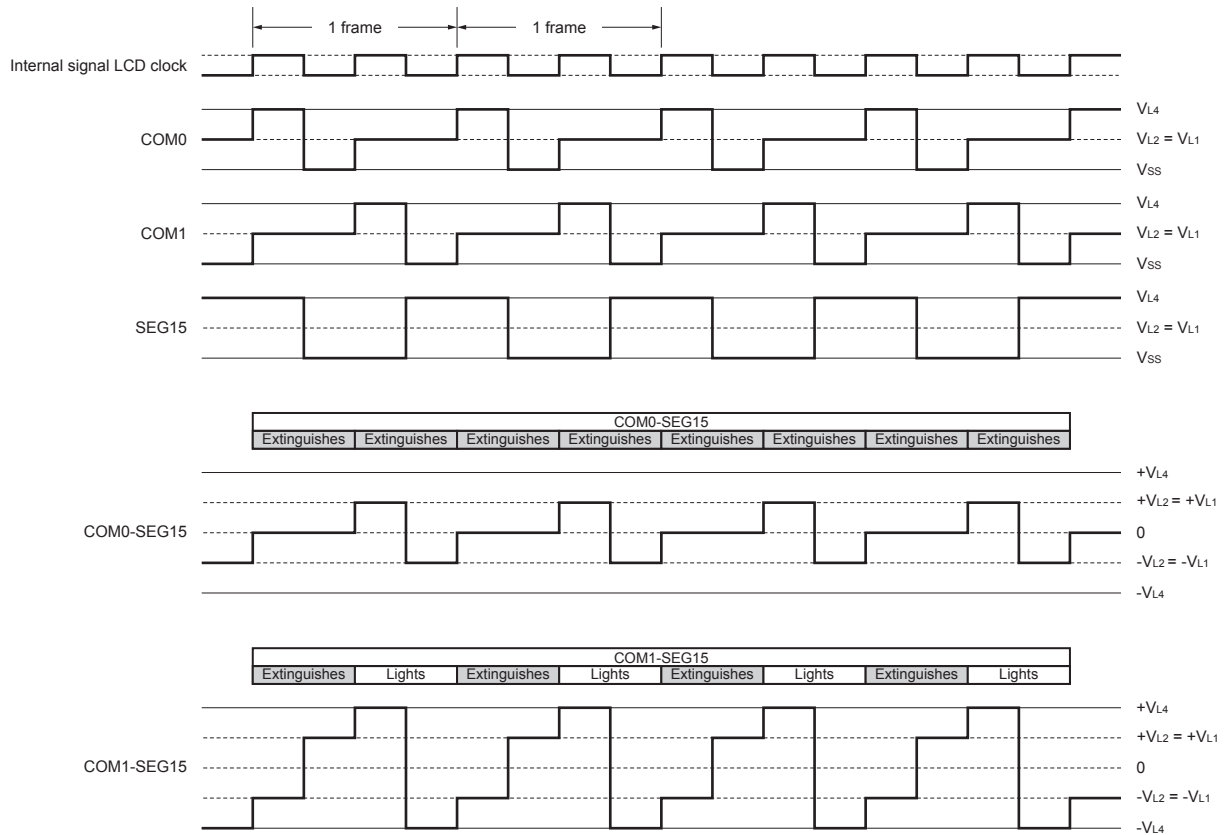 1 frame 1 frame
Internal signal LCD clock
COM0
VL4
VL2 = VL1
VSS
COM1
VL4
VL2 = VL1
VSS
SEG15
VL4
VL2 = VL1
VSS
COM0-SEG15
Extinguishes Extinguishes Extinguishes Extinguishes Extinguishes Extinguishes Extinguishes Extinguishes
COM0-SEG15
+VL4
+VL2 = +VL1
0
-VL2 = -VL1
-VL4
COM1-SEG15
Extinguishes Lights Extinguishes Lights Extinguishes Lights Extinguishes Lights
COM1-SEG15
+VL4
+VL2 = +VL1
0
-VL2 = -VL1
-VL4